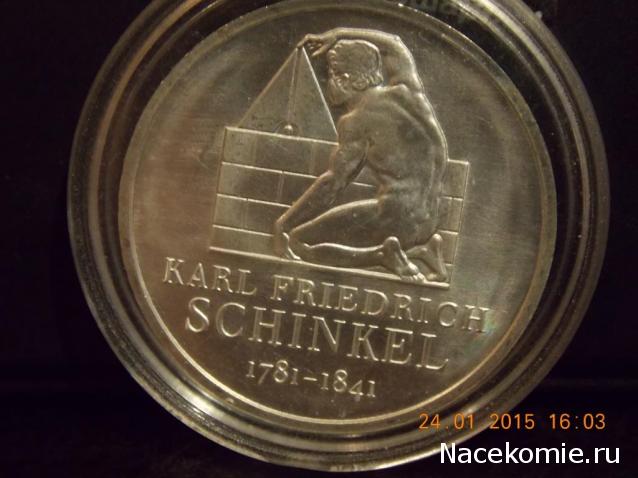 KARL FRIEDRICH
SCHINKEL
1781-1841
24.01.2015 16:03
Nacekomie.ru